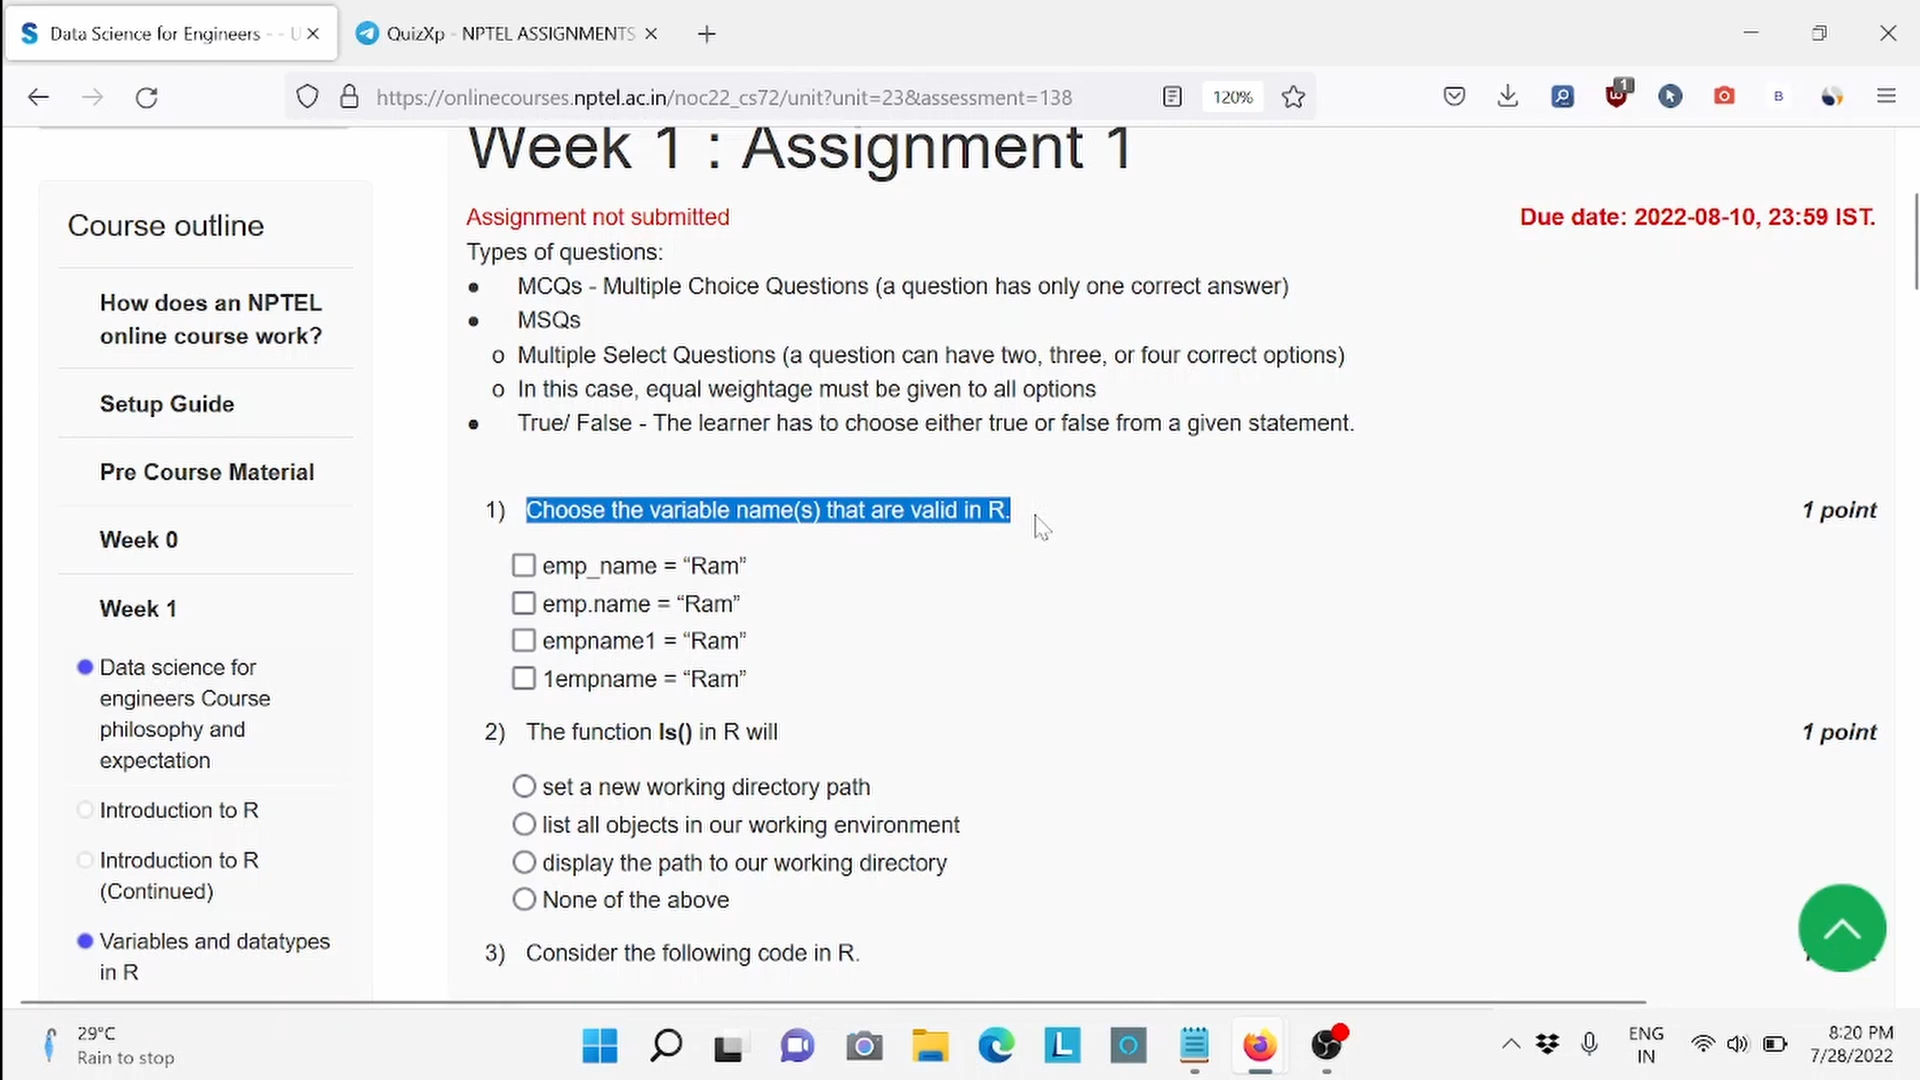 Data Science for Engineers - - U
QuizXp - NPTEL ASSIGNMENTS
https://onlinecourses.nptel.ac.in/noc22_cs72/unit?unit=23&assessment=138
120%
1
B
Week 1 : Assignment 1
Assignment not submitted
Due date: 2022-08-10, 23:59 IST.
Types of questions:
MCQs - Multiple Choice Questions (a question has only one correct answer)
MSQs
o Multiple Select Questions (a question can have two, three, or four correct options)
o In this case, equal weightage must be given to all options
True/ False - The learner has to choose either true or false from a given statement.
Course outline
How does an NPTEL
online course work?
Setup Guide
Pre Course Material
Week 0
Week 1
Data science for
engineers Course
philosophy and
expectation
Introduction to R
Introduction to R
(Continued)
Variables and datatypes
in R
1) Choose the variable name(s) that are valid in R.
1 point
emp_name = “Ram”
emp.name = “Ram”
empname1 = “Ram”
1empname = “Ram”
2) The function ls() in R will
1 point
set a new working directory path
list all objects in our working environment
display the path to our working directory
None of the above
3) Consider the following code in R.
29°C
Rain to stop
L
ENG
IN
8:20 PM
7/28/2022